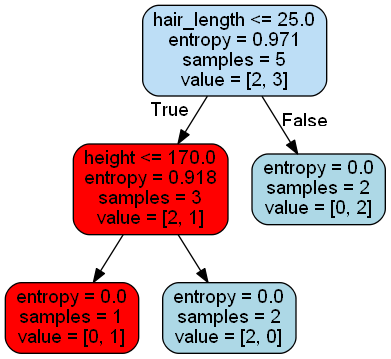 hair_length <= 25.0
entropy = 0.971
samples = 5
value = [2, 3]
True
False
height <= 170.0
entropy = 0.918
samples = 3
value = [2, 1]
entropy = 0.0
samples = 2
value = [0, 2]
entropy = 0.0
samples = 1
value = [0, 1]
entropy = 0.0
samples = 2
value = [2, 0]